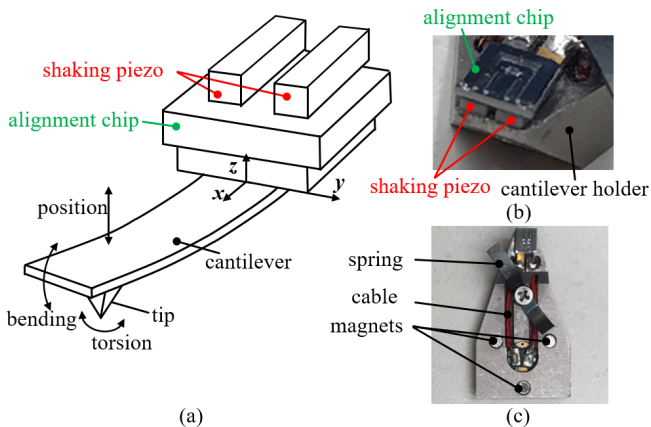 shaking piezo
alignment chip
z
x
y
position
cantilever
bending
tip
torsion
(a)
alignment chip
shaking piezo
cantilever holder
(b)
spring
cable
magnets
(c)